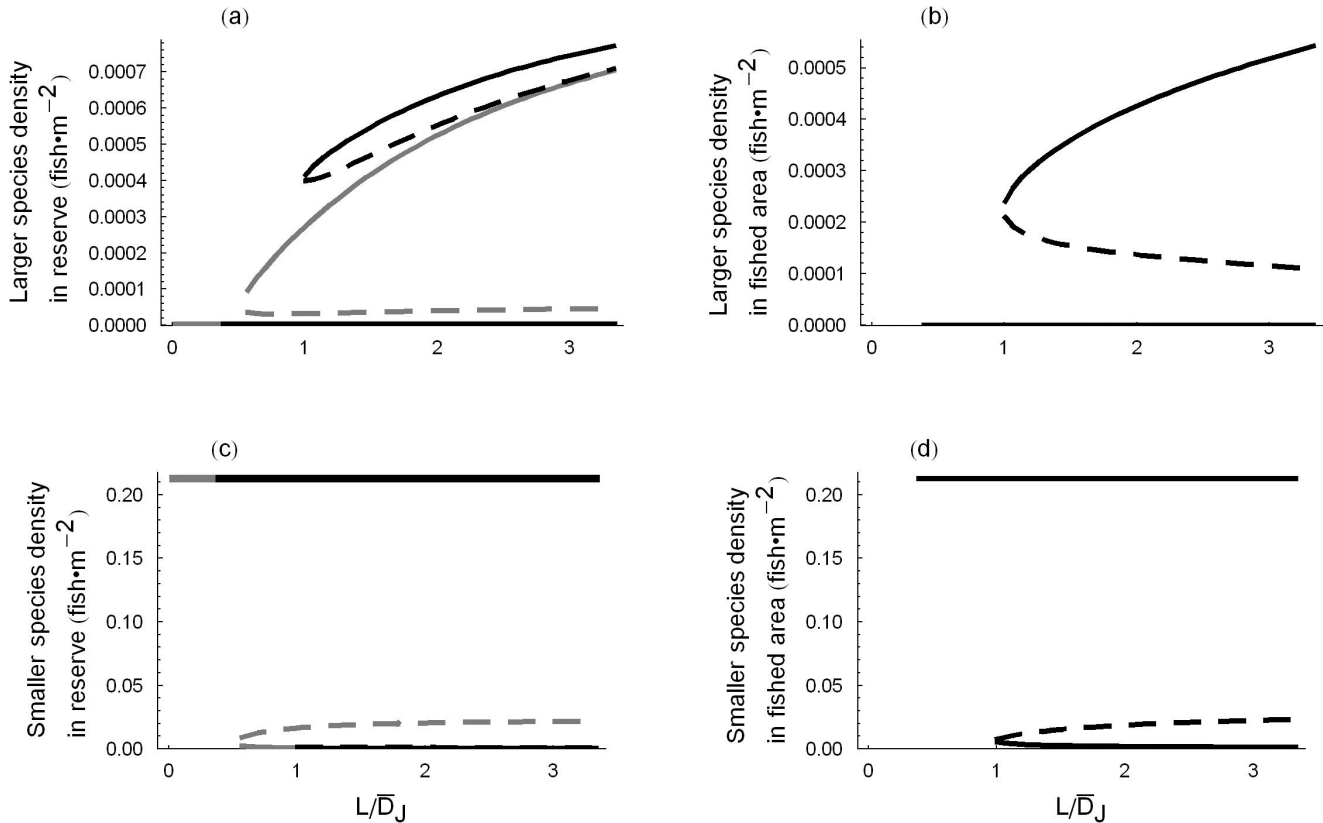 (a)
Larger species density
in reserve (fish•m⁻²)
0.0007
0.0006
0.0005
0.0004
0.0003
0.0002
0.0001
0.0000
0 1 2 3
(b)
Larger species density
in fished area (fish•m⁻²)
0.0005
0.0004
0.0003
0.0002
0.0001
0.0000
0 1 2 3
(c)
Smaller species density
in reserve (fish•m⁻²)
0.20
0.15
0.10
0.05
0.00
0 1 2 3
L/D̅_J
(d)
Smaller species density
in fished area (fish•m⁻²)
0.20
0.15
0.10
0.05
0.00
0 1 2 3
L/D̅_J